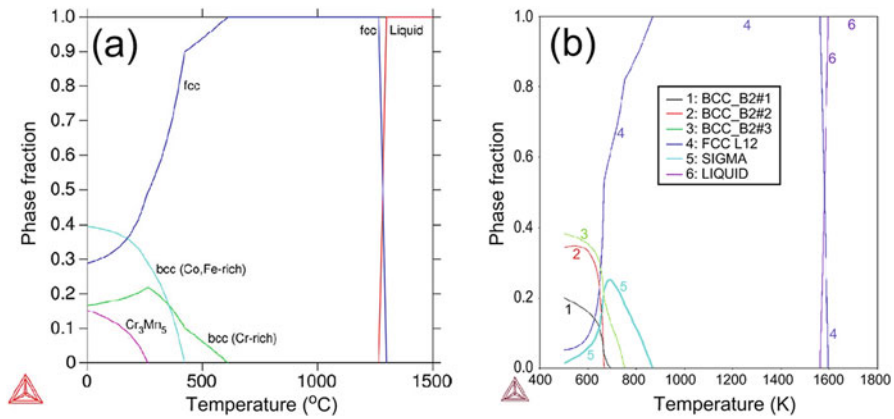 (a)
fcc
fcc
Liquid
bcc (Co,Fe-rich)
Cr₃Mn₅
bcc (Cr-rich)
Phase fraction
1.0
0.9
0.8
0.7
0.6
0.5
0.4
0.3
0.2
0.1
0
0
500
1000
1500
Temperature (°C)
(b)
1: BCC_B2#1
2: BCC_B2#2
3: BCC_B2#3
4: FCC L12
5: SIGMA
6: LIQUID
4
6
6
4
3
2
1
5
5
4
Phase fraction
1.0
0.8
0.6
0.4
0.2
0.0
400
600
800
1000
1200
1400
1600
1800
Temperature (K)